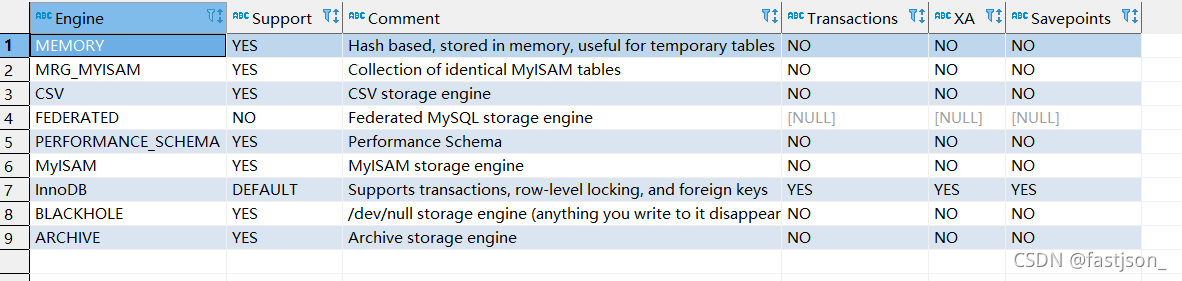 ABC Engine ABC Support ABC Comment ABC Transactions ABC XA ABC Savepoints
1 MEMORY YES Hash based, stored in memory, useful for temporary tables NO NO NO
2 MRG_MYISAM YES Collection of identical MyISAM tables NO NO NO
3 CSV YES CSV storage engine NO NO NO
4 FEDERATED NO Federated MySQL storage engine [NULL] [NULL] [NULL]
5 PERFORMANCE_SCHEMA YES Performance Schema NO NO NO
6 MyISAM YES MyISAM storage engine NO NO NO
7 InnoDB DEFAULT Supports transactions, row-level locking, and foreign keys YES YES YES
8 BLACKHOLE YES /dev/null storage engine (anything you write to it disappear NO NO NO
9 ARCHIVE YES Archive storage engine NO NO NO
CSDN @fastjson_